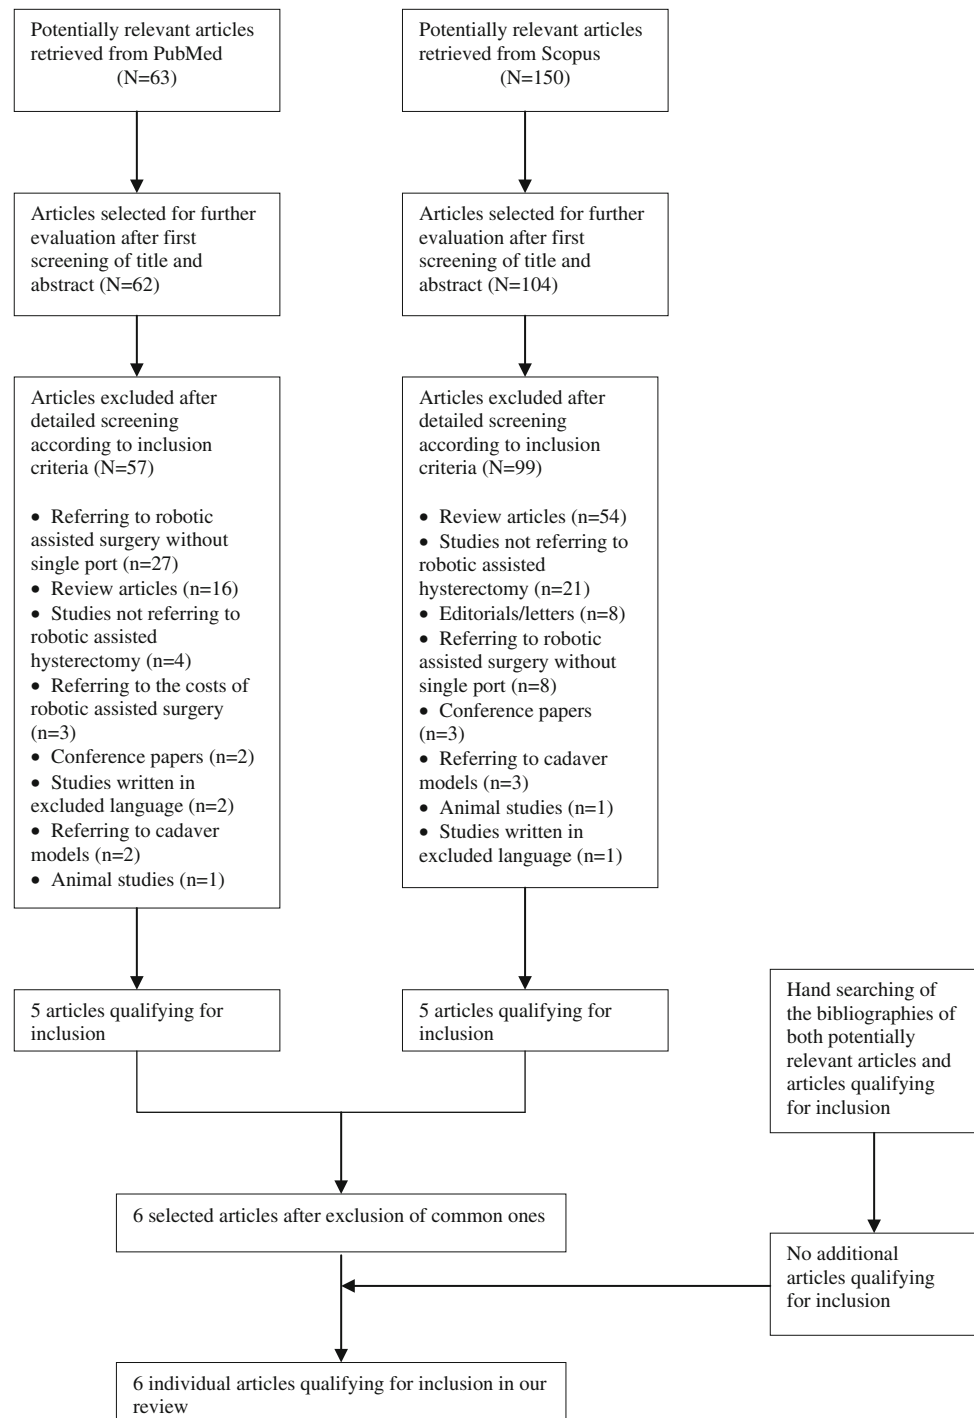 Potentially relevant articles
retrieved from PubMed
(N=63)
Potentially relevant articles
retrieved from Scopus
(N=150)
Articles selected for further
evaluation after first
screening of title and
abstract (N=62)
Articles selected for further
evaluation after first
screening of title and
abstract (N=104)
Articles excluded after
detailed screening
according to inclusion
criteria (N=57)
• Referring to robotic
assisted surgery without
single port (n=27)
• Review articles (n=16)
• Studies not referring to
robotic assisted
hysterectomy (n=4)
• Referring to the costs of
robotic assisted surgery
(n=3)
• Conference papers (n=2)
• Studies written in
excluded language (n=2)
• Referring to cadaver
models (n=2)
• Animal studies (n=1)
Articles excluded after
detailed screening
according to inclusion
criteria (N=99)
• Review articles (n=54)
• Studies not referring to
robotic assisted
hysterectomy (n=21)
• Editorials/letters (n=8)
• Referring to robotic
assisted surgery without
single port (n=8)
• Conference papers
(n=3)
• Referring to cadaver
models (n=3)
• Animal studies (n=1)
• Studies written in
excluded language (n=1)
5 articles qualifying for
inclusion
5 articles qualifying for
inclusion
Hand searching of
the bibliographies of
both potentially
relevant articles and
articles qualifying
for inclusion
6 selected articles after exclusion of common ones
No additional
articles qualifying
for inclusion
6 individual articles qualifying for inclusion in our
review